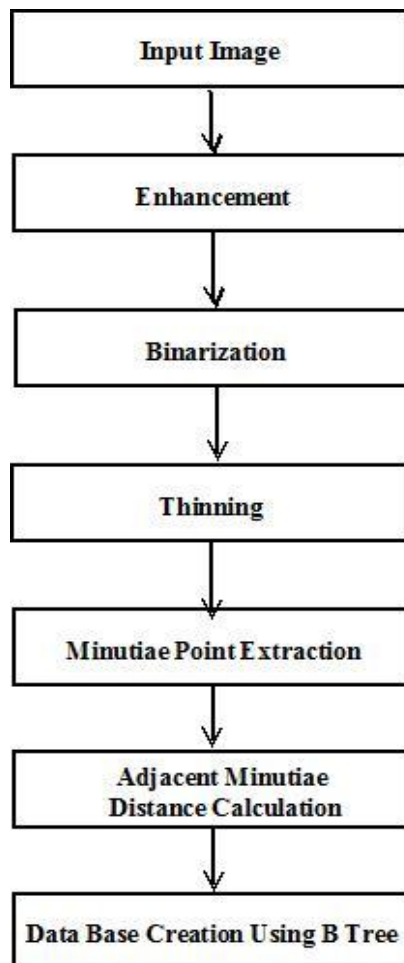 Input Image
Enhancement
Binarization
Thinning
Minutiae Point Extraction
Adjacent Minutiae
Distance Calculation
Data Base Creation Using B Tree